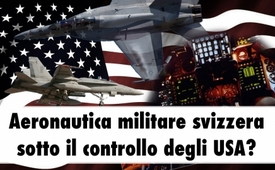 Aeronautica militare svizzera
sotto il controllo degli USA?